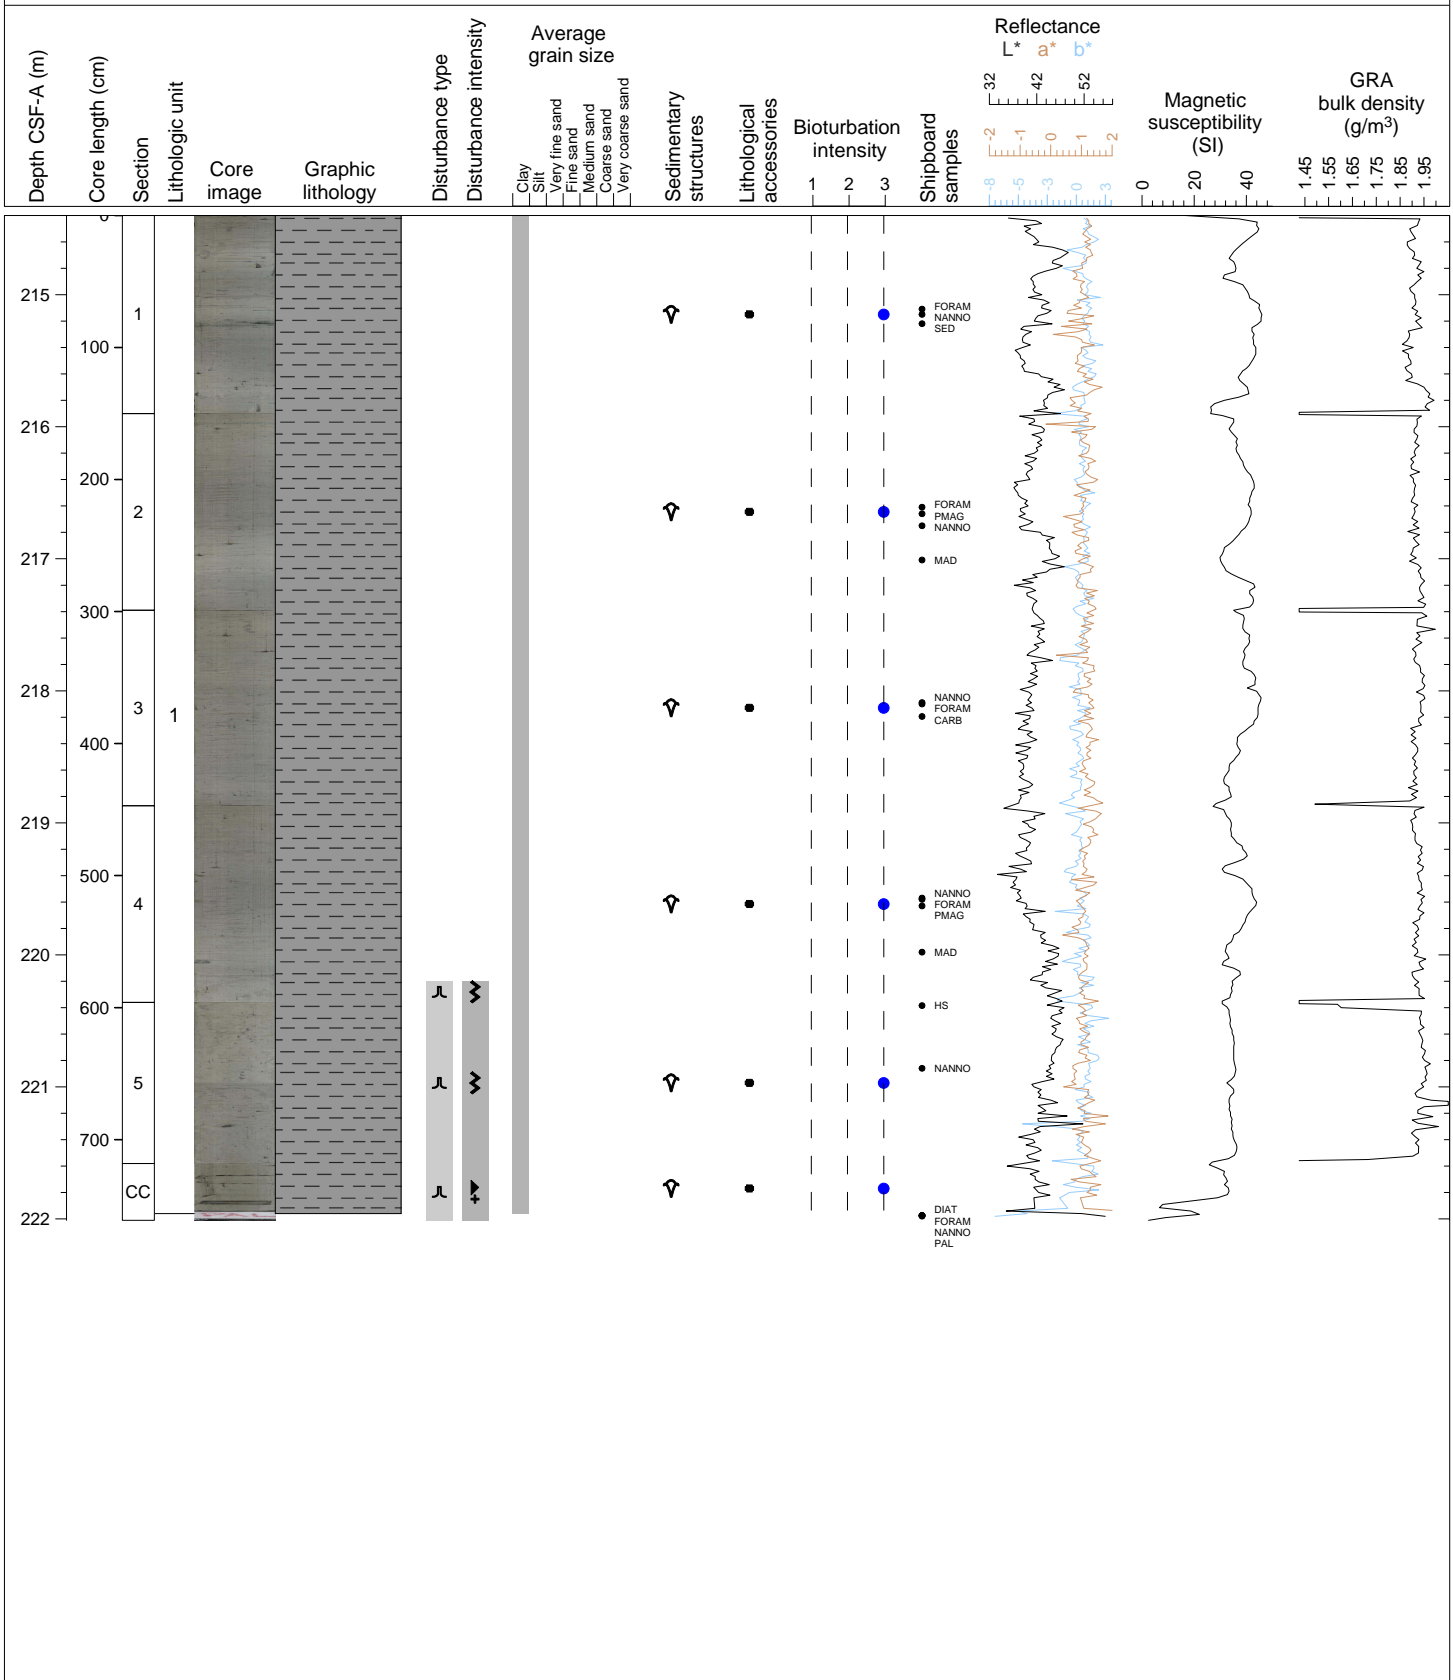 Depth CSF-A (m)
Core length (cm)
Section
Lithologic unit
Core
image
Graphic
lithology
Disturbance type
Disturbance intensity
Average
grain size
Clay
Silt
Very fine sand
Fine sand
Medium sand
Coarse sand
Very coarse sand
Sedimentary
structures
Lithological
accessories
Bioturbation
intensity
1 2 3
Shipboard
samples
Reflectance
L* a* b*
32 42 52
-2 -1 0 1 2
-8 -5 -3 0 3
Magnetic
susceptibility
(SI)
0 20 40
GRA
bulk density
(g/m3)
1.45 1.55 1.65 1.75 1.85 1.95
0
215
1
FORAM
NANNO
SED
100
216
200
2
FORAM
PMAG
NANNO
217
MAD
300
218
3
1
NANNO
FORAM
CARB
400
219
500
4
NANNO
FORAM
PMAG
220
MAD
600
HS
221
5
NANNO
700
CC
222
DIAT
FORAM
NANNO
PAL